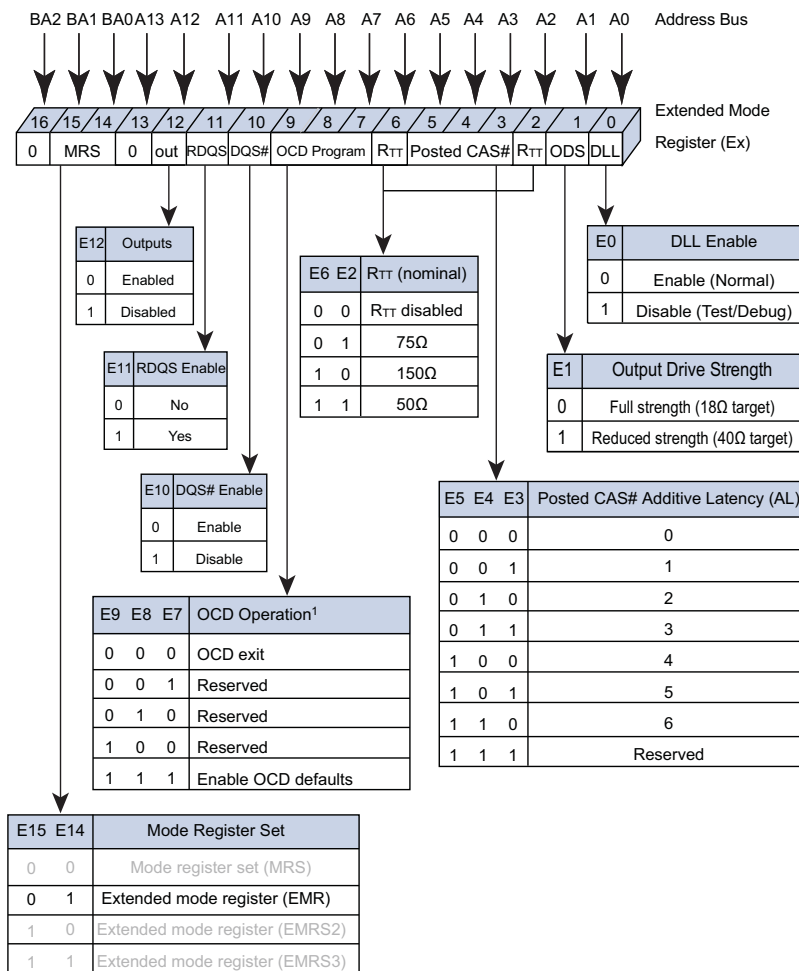 BA2 BA1 BA0 A13 A12 A11 A10 A9 A8 A7 A6 A5 A4 A3 A2 A1 A0 Address Bus
16 15 14 13 12 11 10 9 8 7 6 5 4 3 2 1 0 Extended Mode
Register (Ex)
0 MRS 0 out RDQS DQS# OCD Program RTT Posted CAS# RTT ODS DLL
E12 Outputs
0 Enabled
1 Disabled
E6 E2 RTT (nominal)
0 0 RTT disabled
0 1 75Ω
1 0 150Ω
1 1 50Ω
E0 DLL Enable
0 Enable (Normal)
1 Disable (Test/Debug)
E11 RDQS Enable
0 No
1 Yes
E1 Output Drive Strength
0 Full strength (18Ω target)
1 Reduced strength (40Ω target)
E10 DQS# Enable
0 Enable
1 Disable
E5 E4 E3 Posted CAS# Additive Latency (AL)
0 0 0 0
0 0 1 1
0 1 0 2
0 1 1 3
1 0 0 4
1 0 1 5
1 1 0 6
1 1 1 Reserved
E9 E8 E7 OCD Operation1
0 0 0 OCD exit
0 0 1 Reserved
0 1 0 Reserved
1 0 0 Reserved
1 1 1 Enable OCD defaults
E15 E14 Mode Register Set
0 0 Mode register set (MRS)
0 1 Extended mode register (EMR)
1 0 Extended mode register (EMRS2)
1 1 Extended mode register (EMRS3)